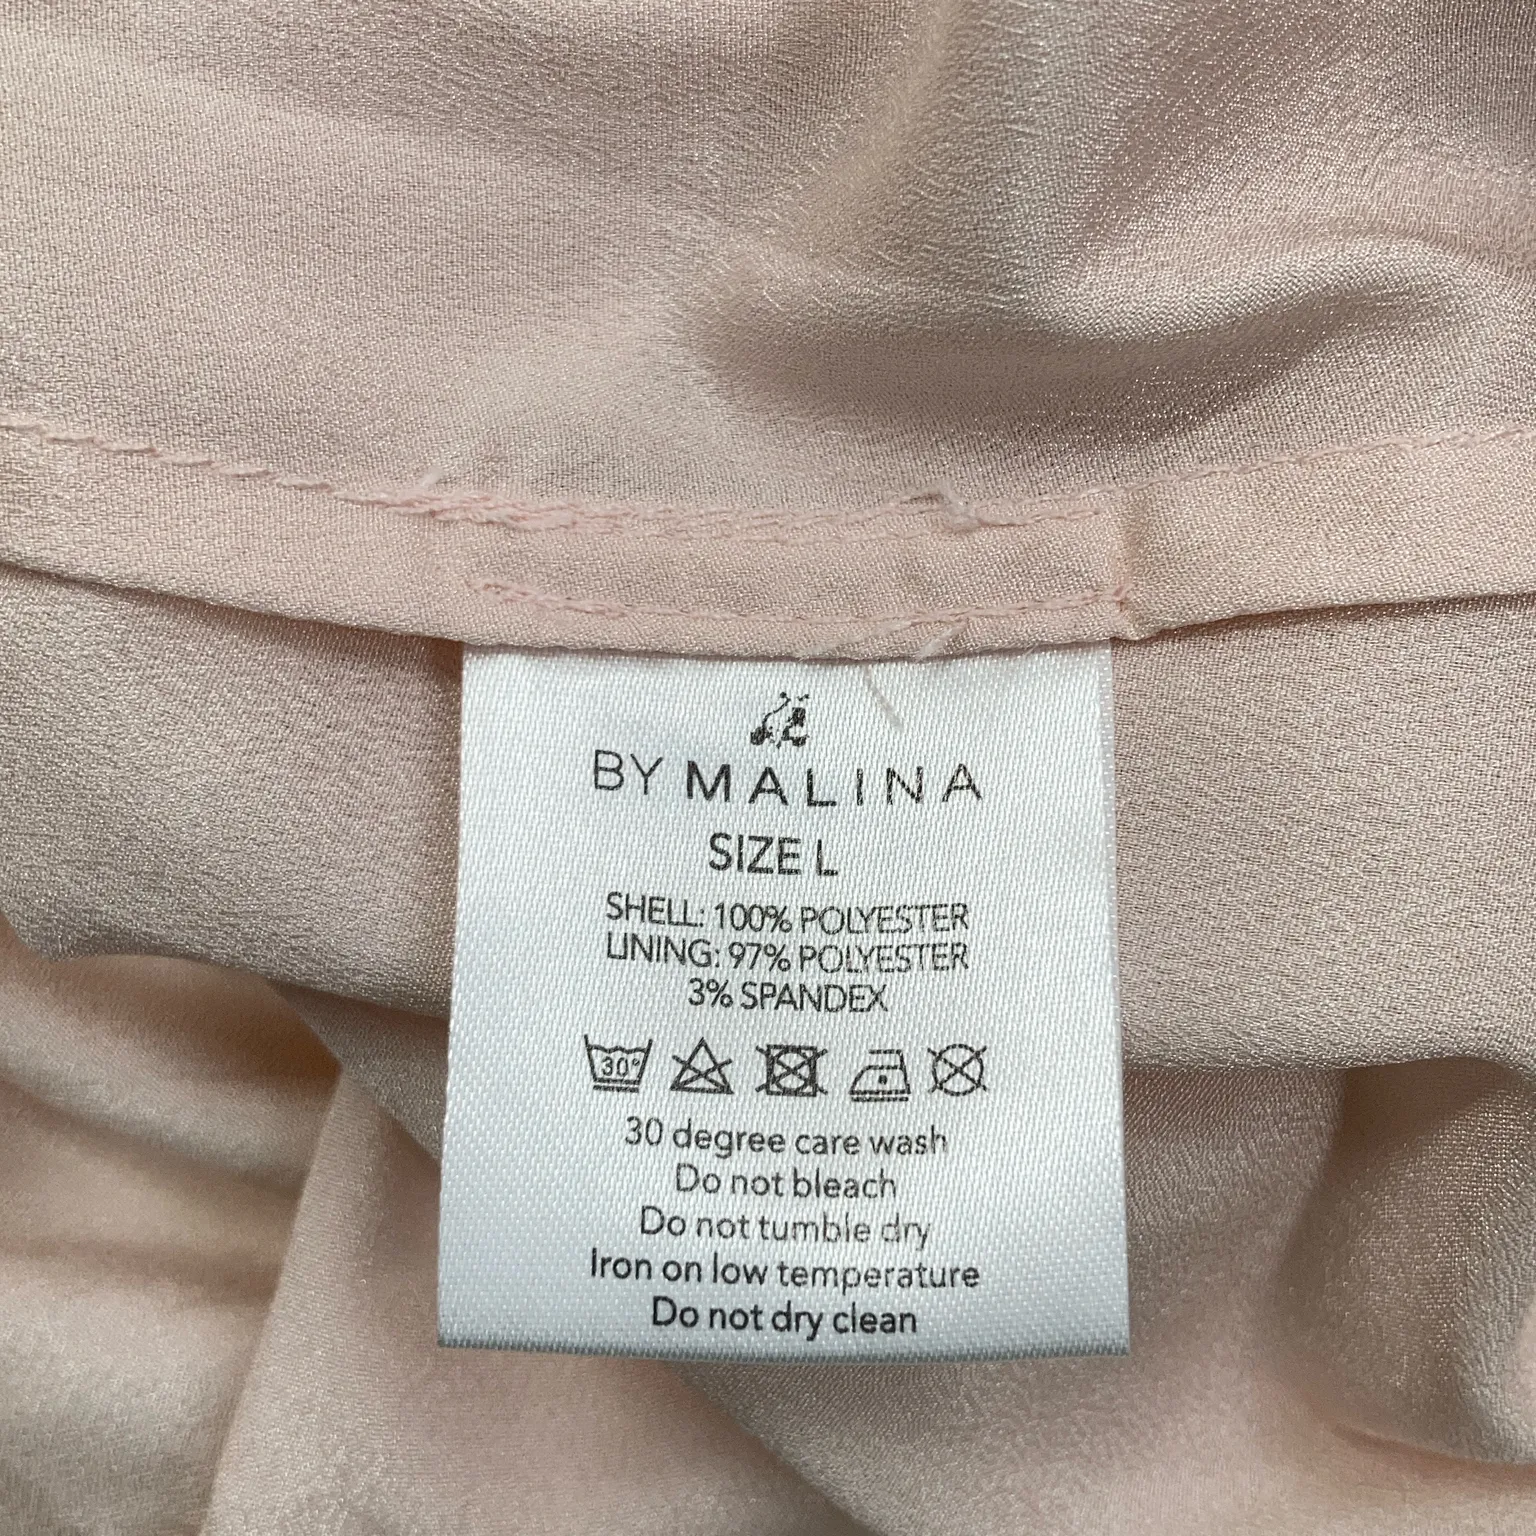 BY MALINA
SIZE L
SHELL: 100% POLYESTER
LINING: 97% POLYESTER
3% SPANDEX
30°
30 degree care wash
Do not bleach
Do not tumble dry
Iron on low temperature
Do not dry clean